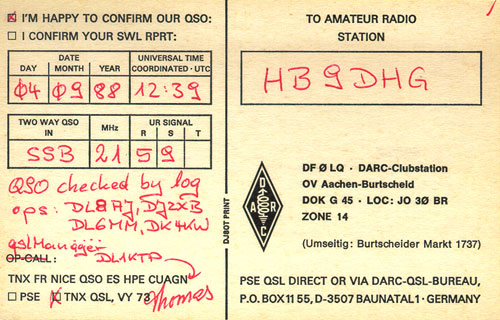 ☒ I'M HAPPY TO CONFIRM OUR QSO:
☐ I CONFIRM YOUR SWL RPRT:
DATE
UNIVERSAL TIME
DAY MONTH YEAR COORDINATED · UTC
Ø4 Ø9 88 12:39
TWO WAY QSO IN
MHz
UR SIGNAL
R S T
SSB 21 5 9
QSO checked by log
ops: DL8AJ, DJ2XB
DL6MM, DK4KW
qslManager
OP-CALL: DL1KTA
TNX FR NICE QSO ES HPE CUAGN
☐ PSE ☒ TNX QSL, VY 73 Thomas
DJ8OT PRINT
TO AMATEUR RADIO
STATION
HB9DHG
D
A R
C
DF Ø LQ · DARC-Clubstation
OV Aachen-Burtscheid
DOK G 45 · LOC: JO 3Ø BR
ZONE 14
(Umseitig: Burtscheider Markt 1737)
PSE QSL DIRECT OR VIA DARC-QSL-BUREAU,
P.O. BOX 11 55, D-3507 BAUNATAL 1 · GERMANY